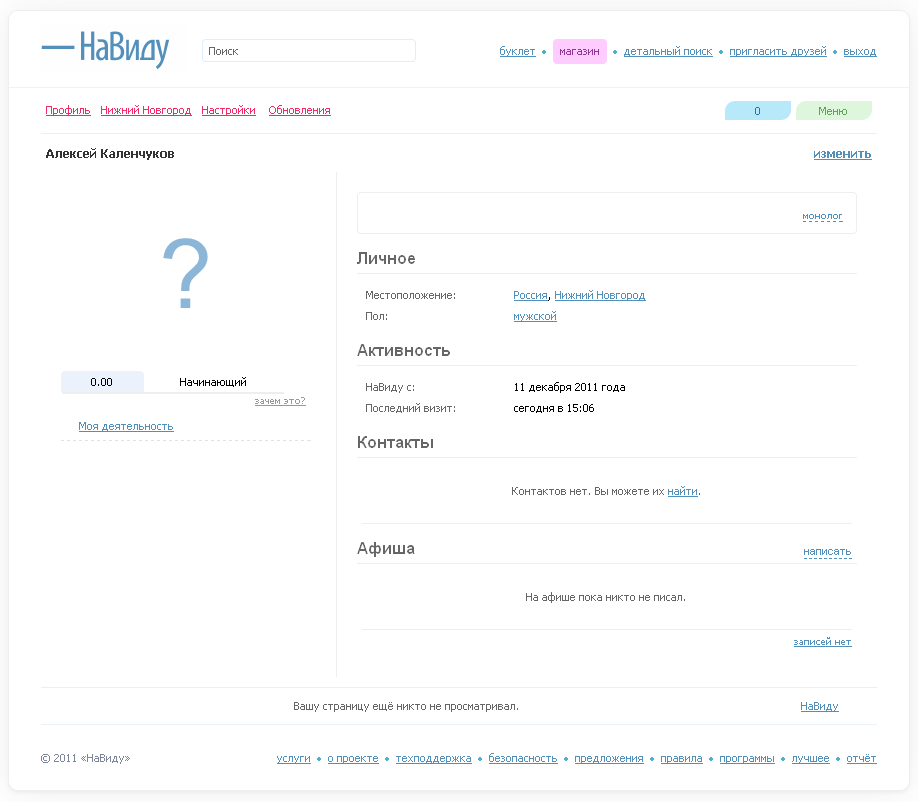 НаВиду
Поиск
буклет • магазин • детальный поиск • пригласить друзей • выход
Профиль Нижний Новгород Настройки Обновления
0 Меню
Алексей Каленчуков
изменить
?
0.00 Начинающий
зачем это?
Моя деятельность
монолог
Личное
Местоположение: Россия, Нижний Новгород
Пол: мужской
Активность
НаВиду с: 11 декабря 2011 года
Последний визит: сегодня в 15:06
Контакты
Контактов нет. Вы можете их найти.
Афиша написать
На афише пока никто не писал.
записей нет
Вашу страницу ещё никто не просматривал. НаВиду
© 2011 «НаВиду» услуги • о проекте • техподдержка • безопасность • предложения • правила • программы • лучшее • отчёт